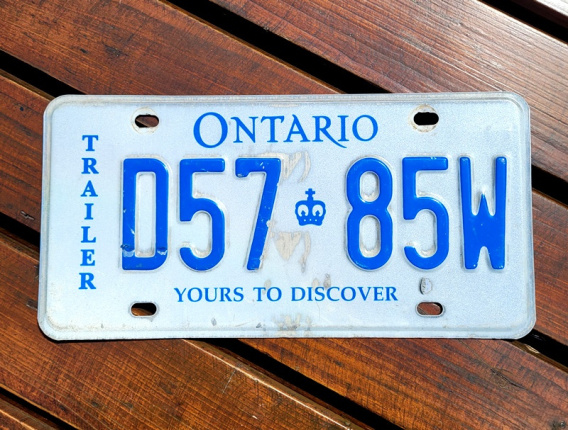 ONTARIO
TRAILER
D57 85W
YOURS TO DISCOVER